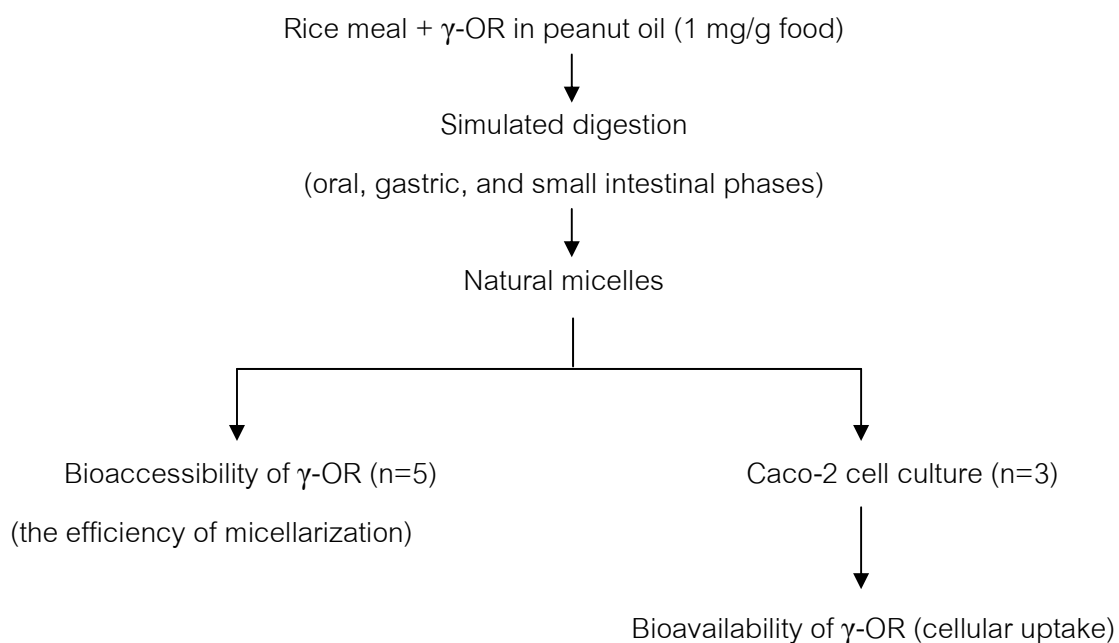 Rice meal + γ-OR in peanut oil (1 mg/g food)
Simulated digestion
(oral, gastric, and small intestinal phases)
Natural micelles
Bioaccessibility of γ-OR (n=5)
(the efficiency of micellarization)
Caco-2 cell culture (n=3)
Bioavailability of γ-OR (cellular uptake)